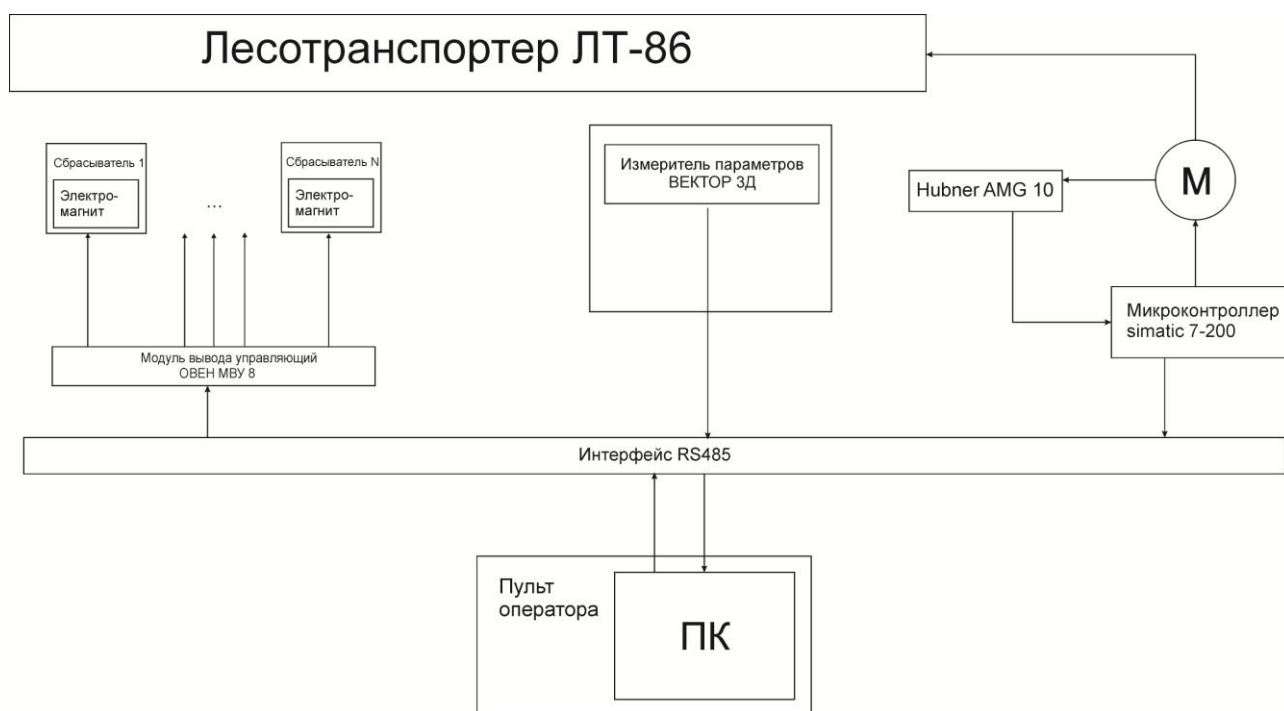 Лесотранспортер ЛТ-86
Сбрасыватель 1
Электро-
магнит
...
Сбрасыватель N
Электро-
магнит
Измеритель параметров
ВЕКТОР 3Д
Hubner AMG 10
М
Микроконтроллер
simatic 7-200
Модуль вывода управляющий
ОВЕН МВУ 8
Интерфейс RS485
Пульт
оператора
ПК